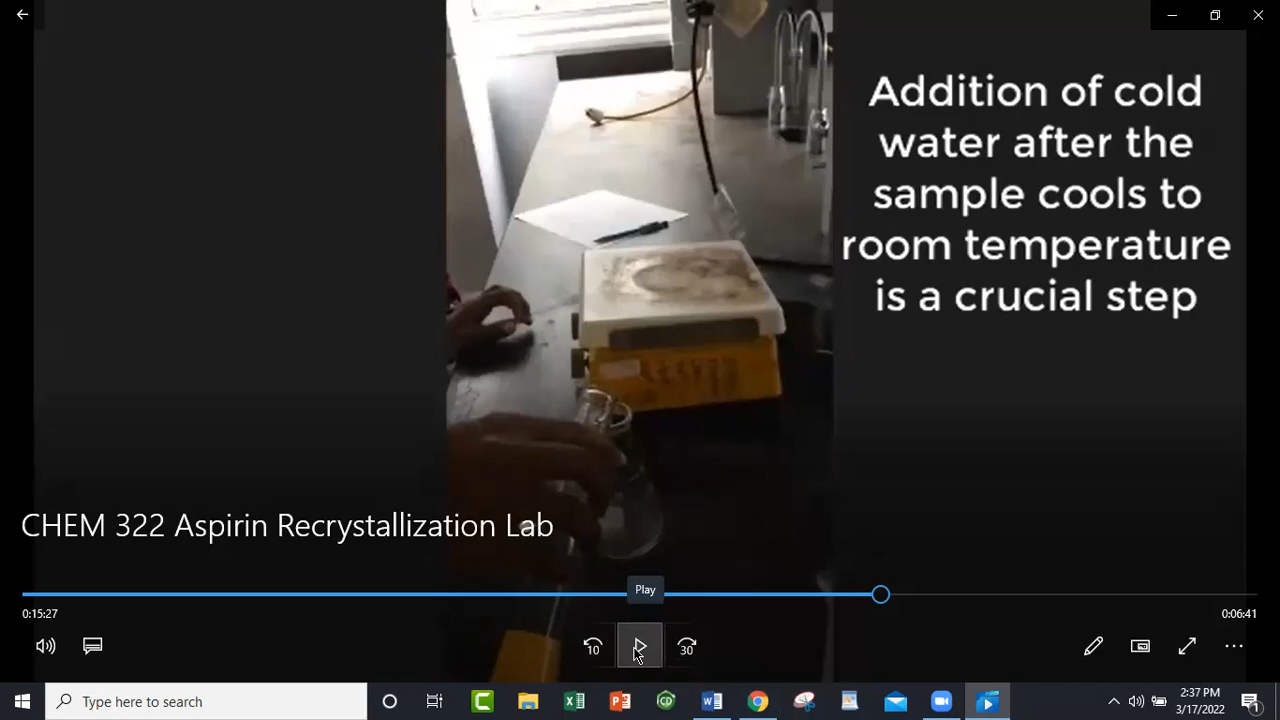 Addition of cold
water after the
sample cools to
room temperature
is a crucial step
CHEM 322 Aspirin Recrystallization Lab
Play
0:15:27
0:06:41
10
30
Type here to search
2:37 PM
3/17/2022